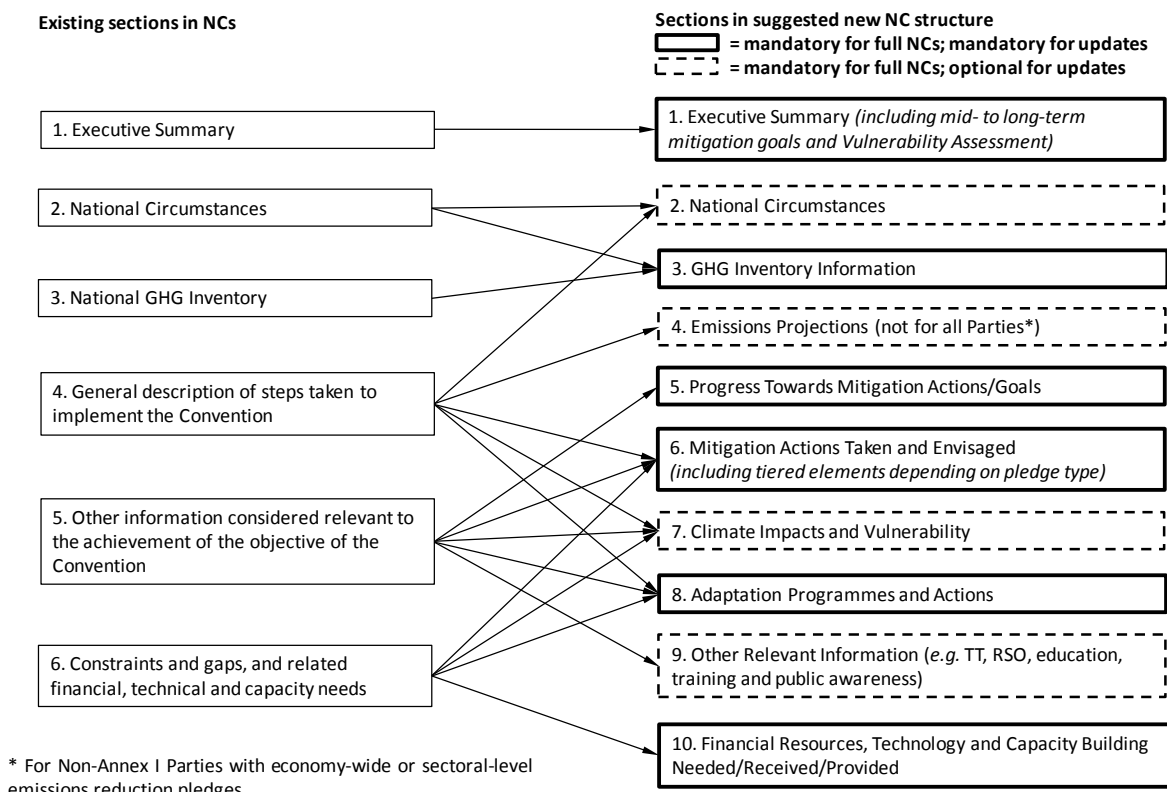 Existing sections in NCs
Sections in suggested new NC structure
= mandatory for full NCs; mandatory for updates
= mandatory for full NCs; optional for updates
1. Executive Summary
2. National Circumstances
3. National GHG Inventory
4. General description of steps taken to
implement the Convention
5. Other information considered relevant to
the achievement of the objective of the
Convention
6. Constraints and gaps, and related
financial, technical and capacity needs
1. Executive Summary (including mid- to long-term
mitigation goals and Vulnerability Assessment)
2. National Circumstances
3. GHG Inventory Information
4. Emissions Projections (not for all Parties*)
5. Progress Towards Mitigation Actions/Goals
6. Mitigation Actions Taken and Envisaged
(including tiered elements depending on pledge type)
7. Climate Impacts and Vulnerability
8. Adaptation Programmes and Actions
9. Other Relevant Information (e.g. TT, RSO, education,
training and public awareness)
10. Financial Resources, Technology and Capacity Building
Needed/Received/Provided
* For Non-Annex I Parties with economy-wide or sectoral-level
emissions reduction pledges